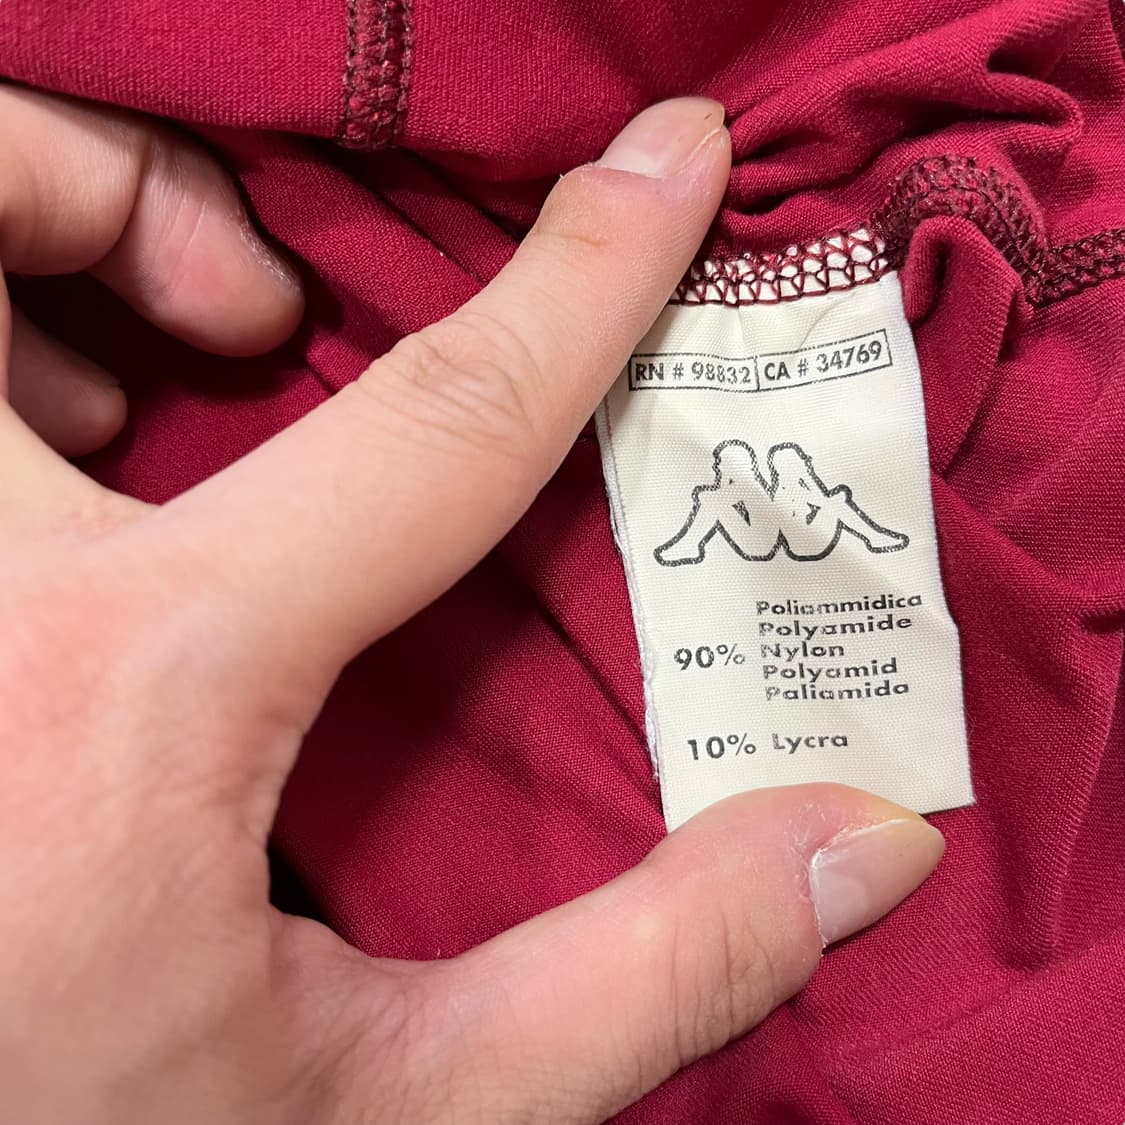 RN # 98832 CA # 34769
Poliammidica
Polyamide
90% Nylon
Polyamid
Paliamida
10% Lycra